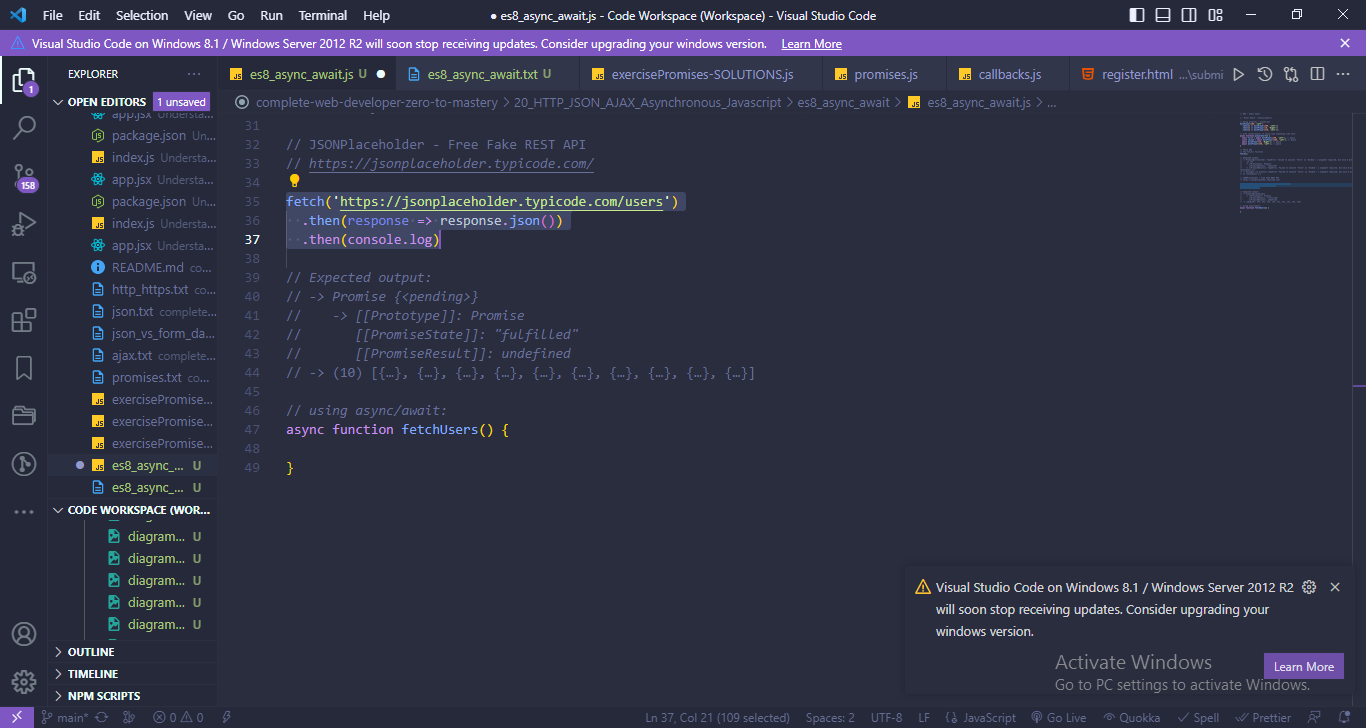 File Edit Selection View Go Run Terminal Help
● es8_async_await.js - Code Workspace (Workspace) - Visual Studio Code
Visual Studio Code on Windows 8.1 / Windows Server 2012 R2 will soon stop receiving updates. Consider upgrading your windows version. Learn More
EXPLORER
es8_async_await.js U ●
es8_async_await.txt U
exercisePromises-SOLUTIONS.js
promises.js
callbacks.js
register.html ...\submi
1
OPEN EDITORS 1 unsaved
complete-web-developer-zero-to-mastery > 20_HTTP_JSON_AJAX_Asynchronous_Javascript > es8_async_await > es8_async_await.js > ...
app.jsx Understa...
package.json Un...
index.js Understa...
app.jsx Understa...
package.json Un...
index.js Understa...
app.jsx Understa...
README.md co...
http_https.txt co...
json.txt complete...
json_vs_form_da...
ajax.txt complete...
promises.txt co...
exercisePromise...
exercisePromise...
exercisePromise...
es8_async_... U
es8_async_... U
158
CODE WORKSPACE (WOR...
diagram... U
diagram... U
diagram... U
diagram... U
diagram... U
OUTLINE
TIMELINE
NPM SCRIPTS
31
32 // JSONPlaceholder - Free Fake REST API
33 // https://jsonplaceholder.typicode.com/
34
35 fetch('https://jsonplaceholder.typicode.com/users')
36 .then(response => response.json())
37 .then(console.log)
38
39 // Expected output:
40 // -> Promise {<pending>}
41 // -> [[Prototype]]: Promise
42 // [[PromiseState]]: "fulfilled"
43 // [[PromiseResult]]: undefined
44 // -> (10) [{…}, {…}, {…}, {…}, {…}, {…}, {…}, {…}, {…}, {…}]
45
46 // using async/await:
47 async function fetchUsers() {
48
49 }
Visual Studio Code on Windows 8.1 / Windows Server 2012 R2
will soon stop receiving updates. Consider upgrading your
windows version.
Learn More
Activate Windows
Go to PC settings to activate Windows.
main* 0 0
Ln 37, Col 21 (109 selected) Spaces: 2 UTF-8 LF {} JavaScript Go Live Quokka Spell Prettier